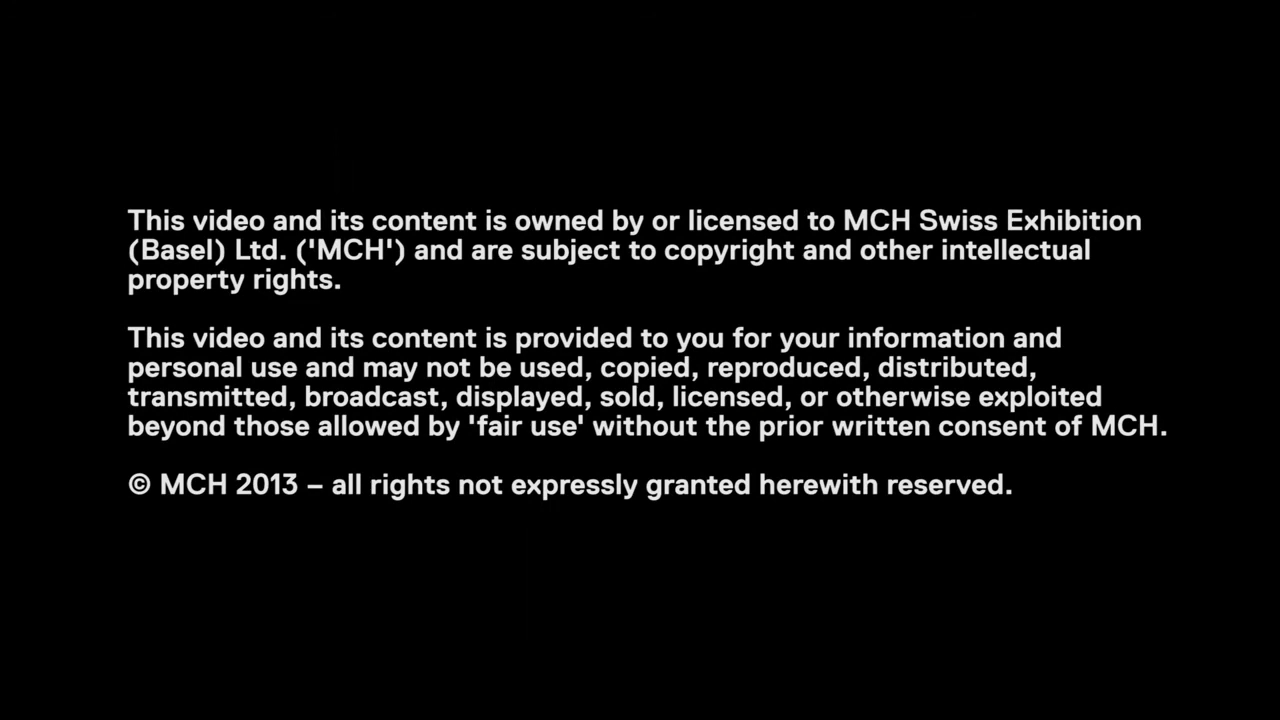 This video and its content is owned by or licensed to MCH Swiss Exhibition
(Basel) Ltd. ('MCH') and are subject to copyright and other intellectual
property rights.
This video and its content is provided to you for your information and
personal use and may not be used, copied, reproduced, distributed,
transmitted, broadcast, displayed, sold, licensed, or otherwise exploited
beyond those allowed by 'fair use' without the prior written consent of MCH.
© MCH 2013 – all rights not expressly granted herewith reserved.